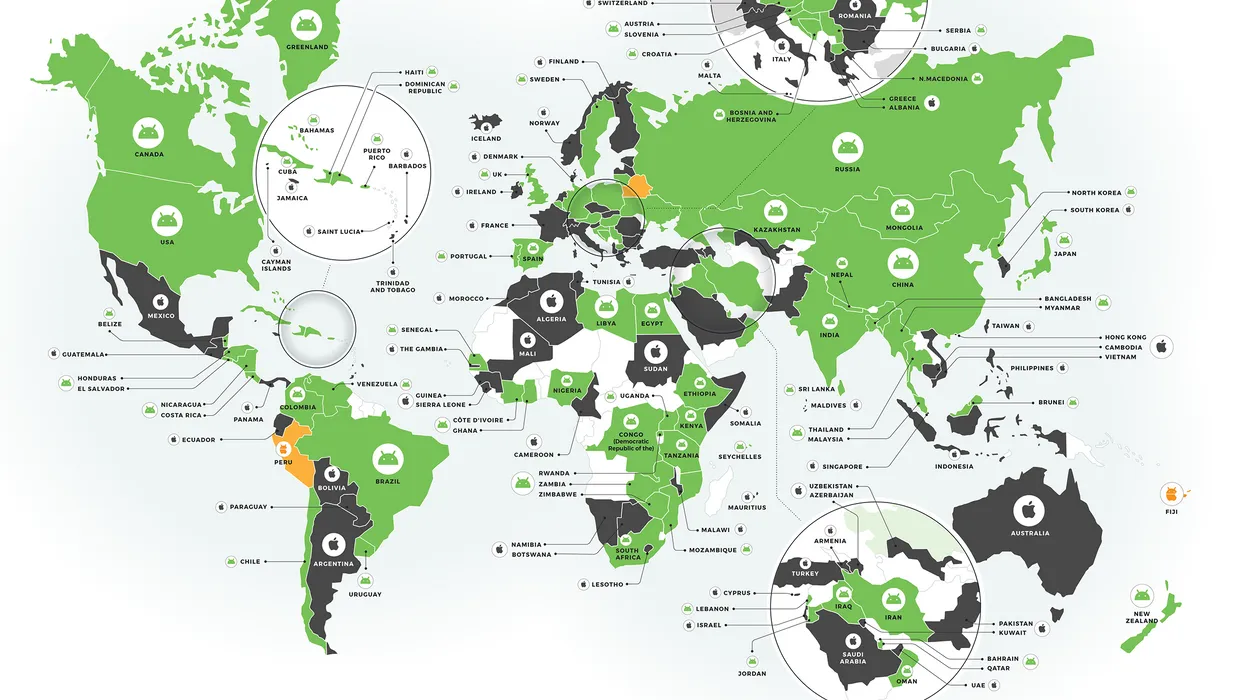 SWITZERLAND
AUSTRIA
SLOVENIA
CROATIA
ROMANIA
ITALY
SERBIA
BULGARIA
N.MACEDONIA
GREECE
ALBANIA
MALTA
BOSNIA AND
HERZEGOVINA
GREENLAND
HAITI
DOMINICAN
REPUBLIC
BAHAMAS
PUERTO
RICO
BARBADOS
CUBA
JAMAICA
SAINT LUCIA
CAYMAN
ISLANDS
TRINIDAD
AND TOBAGO
FINLAND
SWEDEN
NORWAY
ICELAND
DENMARK
UK
IRELAND
FRANCE
PORTUGAL
SPAIN
CANADA
USA
MEXICO
BELIZE
GUATEMALA
HONDURAS
EL SALVADOR
NICARAGUA
COSTA RICA
PANAMA
COLOMBIA
VENEZUELA
ECUADOR
PERU
BRAZIL
BOLIVIA
PARAGUAY
CHILE
ARGENTINA
URUGUAY
RUSSIA
KAZAKHSTAN
MONGOLIA
CHINA
NORTH KOREA
SOUTH KOREA
JAPAN
NEPAL
INDIA
BANGLADESH
MYANMAR
TAIWAN
HONG KONG
CAMBODIA
VIETNAM
PHILIPPINES
SRI LANKA
MALDIVES
BRUNEI
THAILAND
MALAYSIA
SINGAPORE
INDONESIA
MOROCCO
TUNISIA
ALGERIA
LIBYA
EGYPT
SENEGAL
THE GAMBIA
MALI
SUDAN
GUINEA
SIERRA LEONE
CÔTE D'IVOIRE
GHANA
NIGERIA
CAMEROON
UGANDA
ETHIOPIA
KENYA
SOMALIA
CONGO
(Democratic
Republic of the)
TANZANIA
SEYCHELLES
RWANDA
ZAMBIA
ZIMBABWE
MAURITIUS
MALAWI
MOZAMBIQUE
NAMIBIA
BOTSWANA
SOUTH
AFRICA
LESOTHO
UZBEKISTAN
AZERBAIJAN
ARMENIA
TURKEY
CYPRUS
LEBANON
ISRAEL
JORDAN
IRAQ
IRAN
SAUDI
ARABIA
OMAN
PAKISTAN
KUWAIT
BAHRAIN
QATAR
UAE
AUSTRALIA
FIJI
NEW
ZEALAND